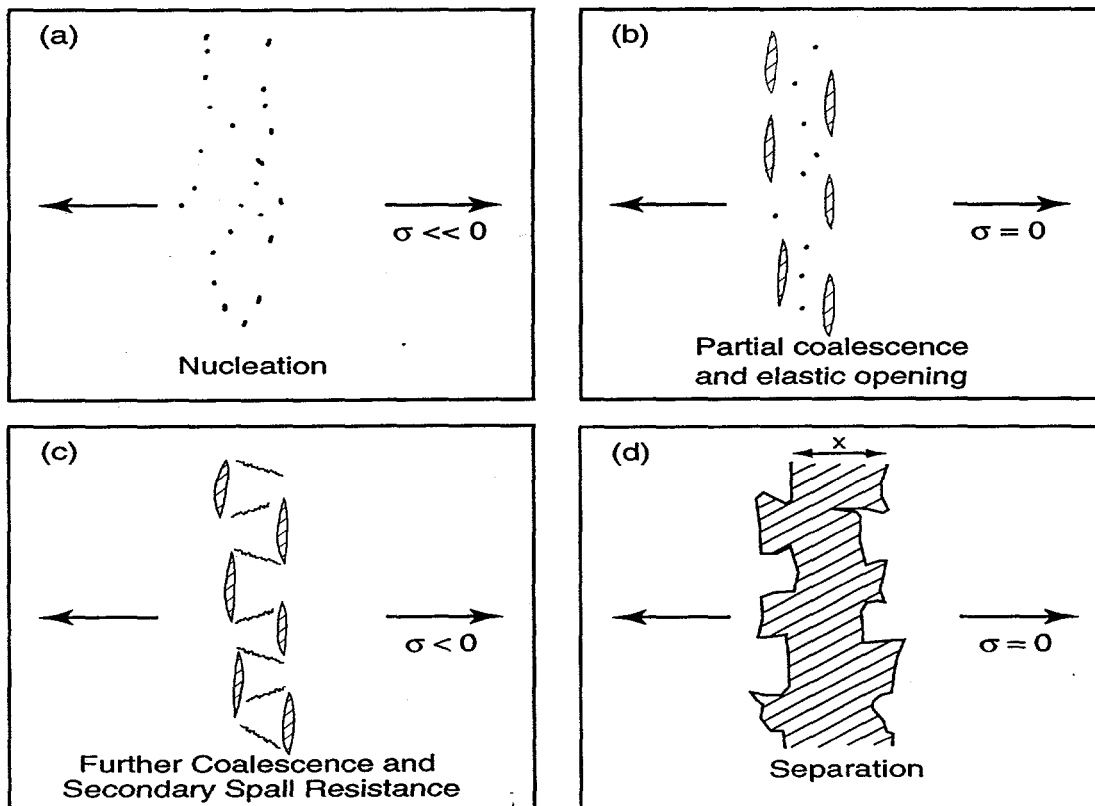 (a)
σ << 0
Nucleation
(b)
σ = 0
Partial coalescence
and elastic opening
(c)
σ < 0
Further Coalescence and
Secondary Spall Resistance
(d)
x
σ = 0
Separation